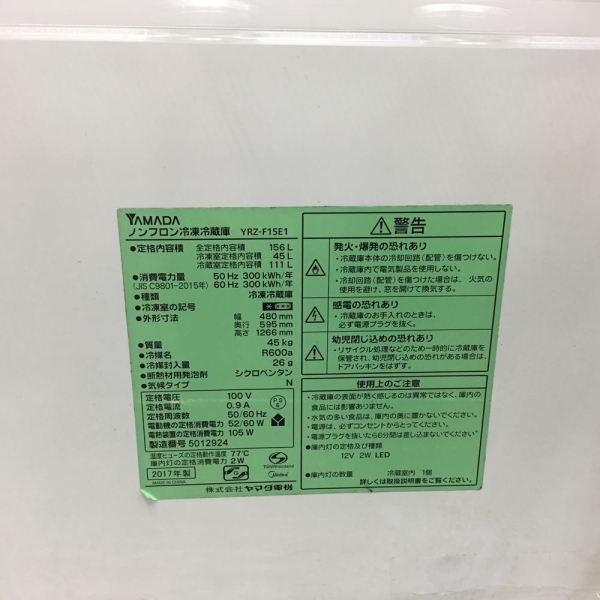 YAMADA
ノンフロン冷凍冷蔵庫 YRZ-F15E1
●定格内容積 全定格内容積 156 L
冷凍室定格内容積 45 L
冷蔵室定格内容積 111 L
●消費電力量 50 Hz 300 kWh/年
(JIS C9801-2015年) 60 Hz 300 kWh/年
●種類 冷凍冷蔵庫
●冷凍室の記号
●外形寸法 幅 480 mm
奥行 595 mm
高さ 1266 mm
●質量 45 kg
●冷媒名 R600a
●冷媒封入量 26 g
●断熱材用発泡剤 シクロペンタン
●気候タイプ N
定格電圧 100 V
定格電流 0.9 A
定格周波数 50/60 Hz
電動機の定格消費電力 52/60 W
電熱装置の定格消費電力 105 W
製造番号 5012924
PS
E
温度ヒューズの定格動作温度 77℃
庫内灯の定格消費電力 2 W
2017年製
MADE IN CHINA
G
TÜVRheinland
Midea
株式会社 ヤマダ電機
警告
発火・爆発の恐れあり
・冷蔵庫本体の冷却回路(配管)を傷つけない。
・冷蔵庫内で電気製品を使用しない。
・冷却回路(配管)を傷つけた場合は、火気の
使用を避け、窓を開けて換気する。
感電の恐れあり
・冷蔵庫のお手入れのときは、
必ず電源プラグを抜く。
幼児閉じ込めの恐れあり
・リサイクル処理などのため一時的に冷蔵庫を
保管し、幼児閉じ込めの恐れがある場合には、
ドアパッキンをはずす。
使用上のご注意
・冷蔵庫の表面が熱く感じるのは異常ではなく、庫内の
食品には影響ありません。
・水気の多い食品は、庫内の奥に置かないでください。
・電源は、必ずコンセントからとってください。
・電源プラグを抜いたら6分間は差し込まないでください。
●庫内灯の定格及び種類
12V 2W LED
●庫内灯の数量 冷蔵室内 1個
詳しくは取扱説明書をご覧ください。